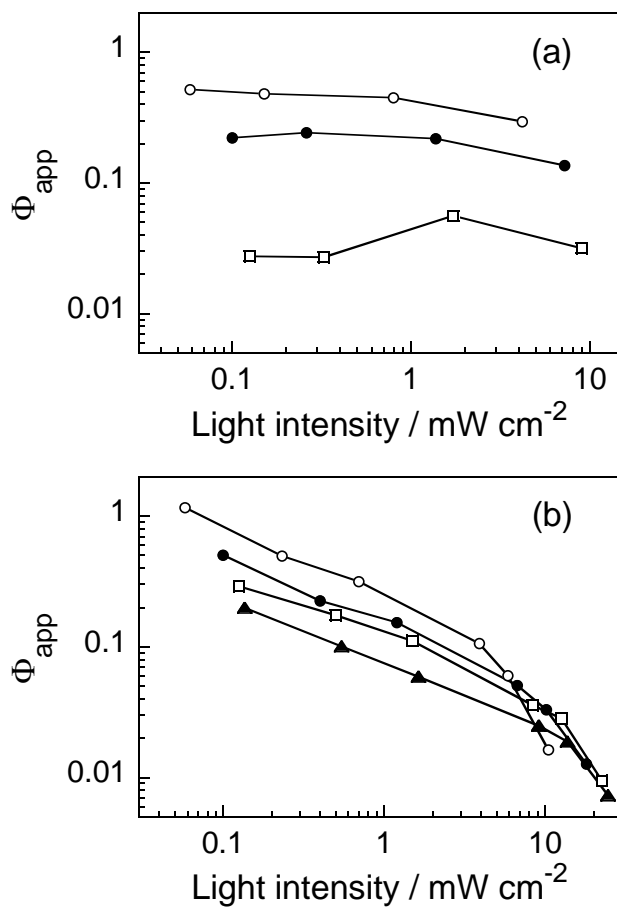 (a)
1
0.1
0.01
Φapp
0.1 1 10
Light intensity / mW cm-2
(b)
1
0.1
0.01
Φapp
0.1 1 10
Light intensity / mW cm-2